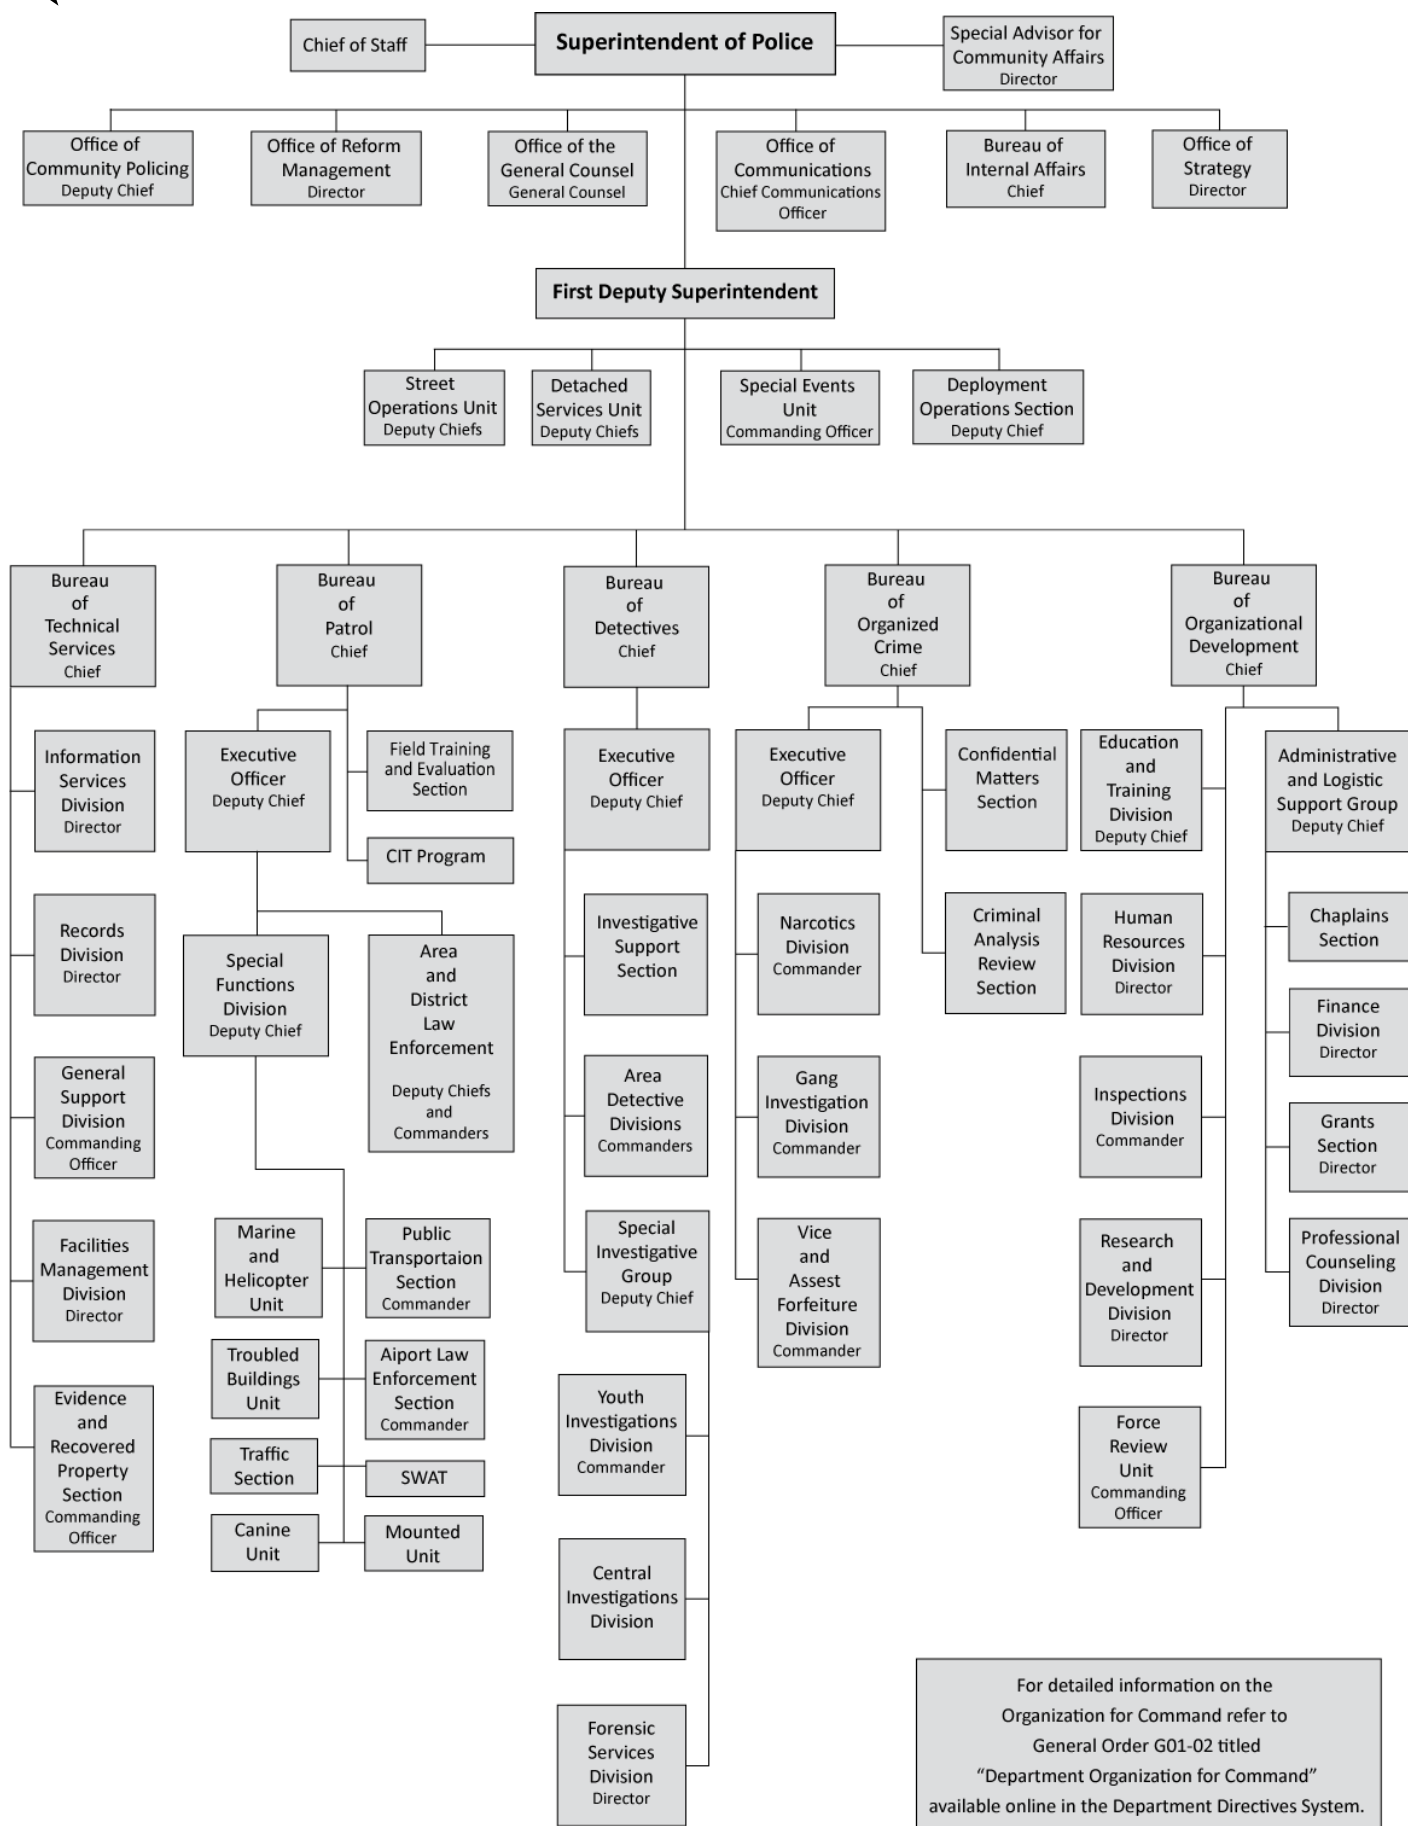 Chief of Staff
Superintendent of Police
Special Advisor for
Community Affairs
Director
Office of
Community Policing
Deputy Chief
Office of Reform
Management
Director
Office of the
General Counsel
General Counsel
Office of
Communications
Chief Communications
Officer
Bureau of
Internal Affairs
Chief
Office of
Strategy
Director
First Deputy Superintendent
Street
Operations Unit
Deputy Chiefs
Detached
Services Unit
Deputy Chiefs
Special Events
Unit
Commanding Officer
Deployment
Operations Section
Deputy Chief
Bureau
of
Technical
Services
Chief
Bureau
of
Patrol
Chief
Bureau
of
Detectives
Chief
Bureau
of
Organized
Crime
Chief
Bureau
of
Organizational
Development
Chief
Information
Services
Division
Director
Records
Division
Director
General
Support
Division
Commanding
Officer
Facilities
Management
Division
Director
Evidence
and
Recovered
Property
Section
Commanding
Officer
Executive
Officer
Deputy Chief
Field Training
and Evaluation
Section
CIT Program
Special
Functions
Division
Deputy Chief
Area
and
District
Law
Enforcement
Deputy Chiefs
and
Commanders
Marine
and
Helicopter
Unit
Public
Transportaion
Section
Commander
Troubled
Buildings
Unit
Aiport Law
Enforcement
Section
Commander
Traffic
Section
SWAT
Canine
Unit
Mounted
Unit
Executive
Officer
Deputy Chief
Investigative
Support
Section
Area
Detective
Divisions
Commanders
Special
Investigative
Group
Deputy Chief
Youth
Investigations
Division
Commander
Central
Investigations
Division
Forensic
Services
Division
Director
Executive
Officer
Deputy Chief
Confidential
Matters
Section
Narcotics
Division
Commander
Criminal
Analysis
Review
Section
Gang
Investigation
Division
Commander
Vice
and
Assest
Forfeiture
Division
Commander
Education
and
Training
Division
Deputy Chief
Human
Resources
Division
Director
Inspections
Division
Commander
Research
and
Development
Division
Director
Force
Review
Unit
Commanding
Officer
Administrative
and Logistic
Support Group
Deputy Chief
Chaplains
Section
Finance
Division
Director
Grants
Section
Director
Professional
Counseling
Division
Director
For detailed information on the
Organization for Command refer to
General Order G01-02 titled
“Department Organization for Command”
available online in the Department Directives System.